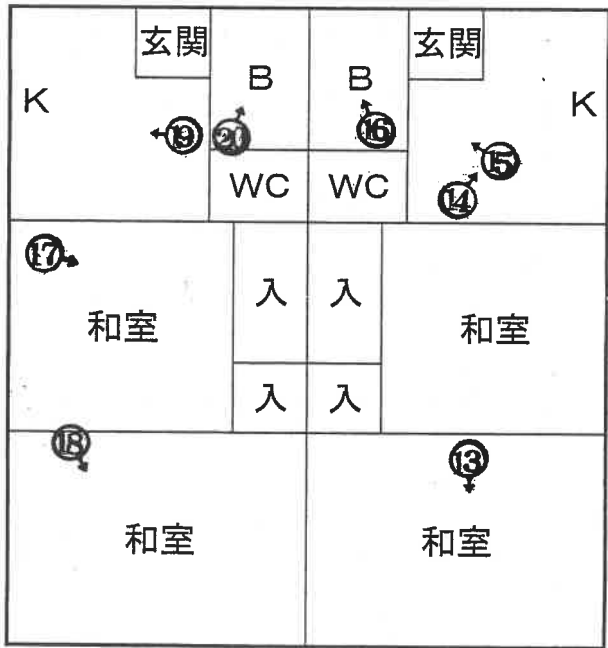 玄関 玄関
K B B K
⑲ ⑳ ⑯ ⑮
WC WC ⑭
⑰
和室 入 入 和室
入 入
⑱ ⑬
和室 和室